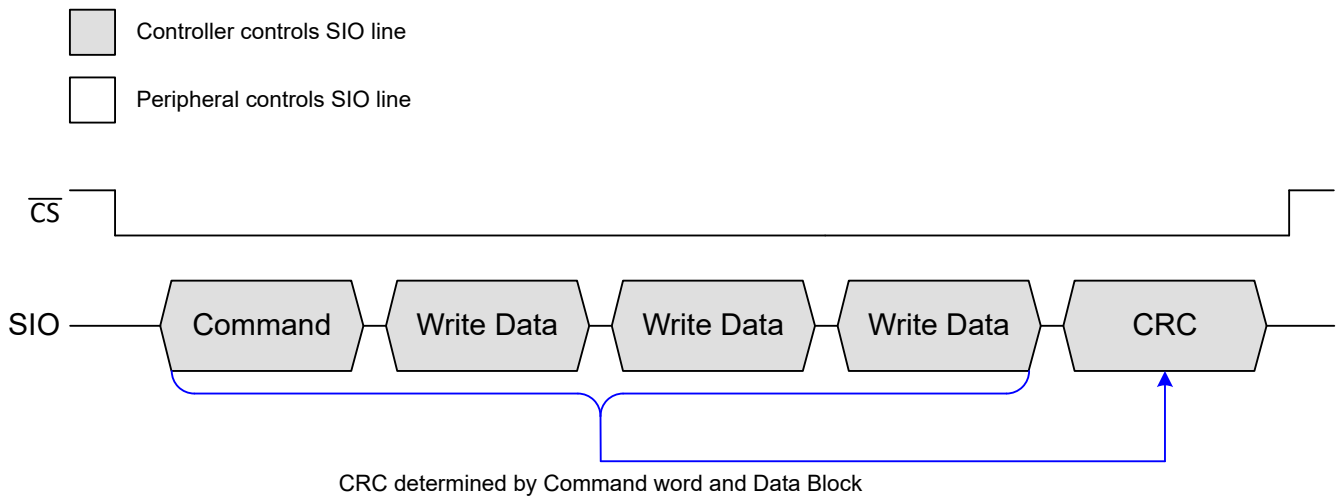 Controller controls SIO line
Peripheral controls SIO line
CS
SIO Command Write Data Write Data Write Data CRC
CRC determined by Command word and Data Block